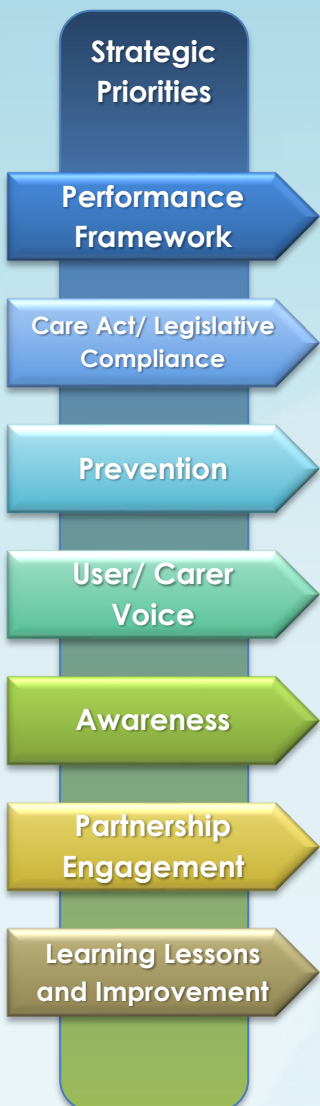 Strategic
Priorities
Performance
Framework
Care Act/ Legislative
Compliance
Prevention
User/ Carer
Voice
Awareness
Partnership
Engagement
Learning Lessons
and Improvement